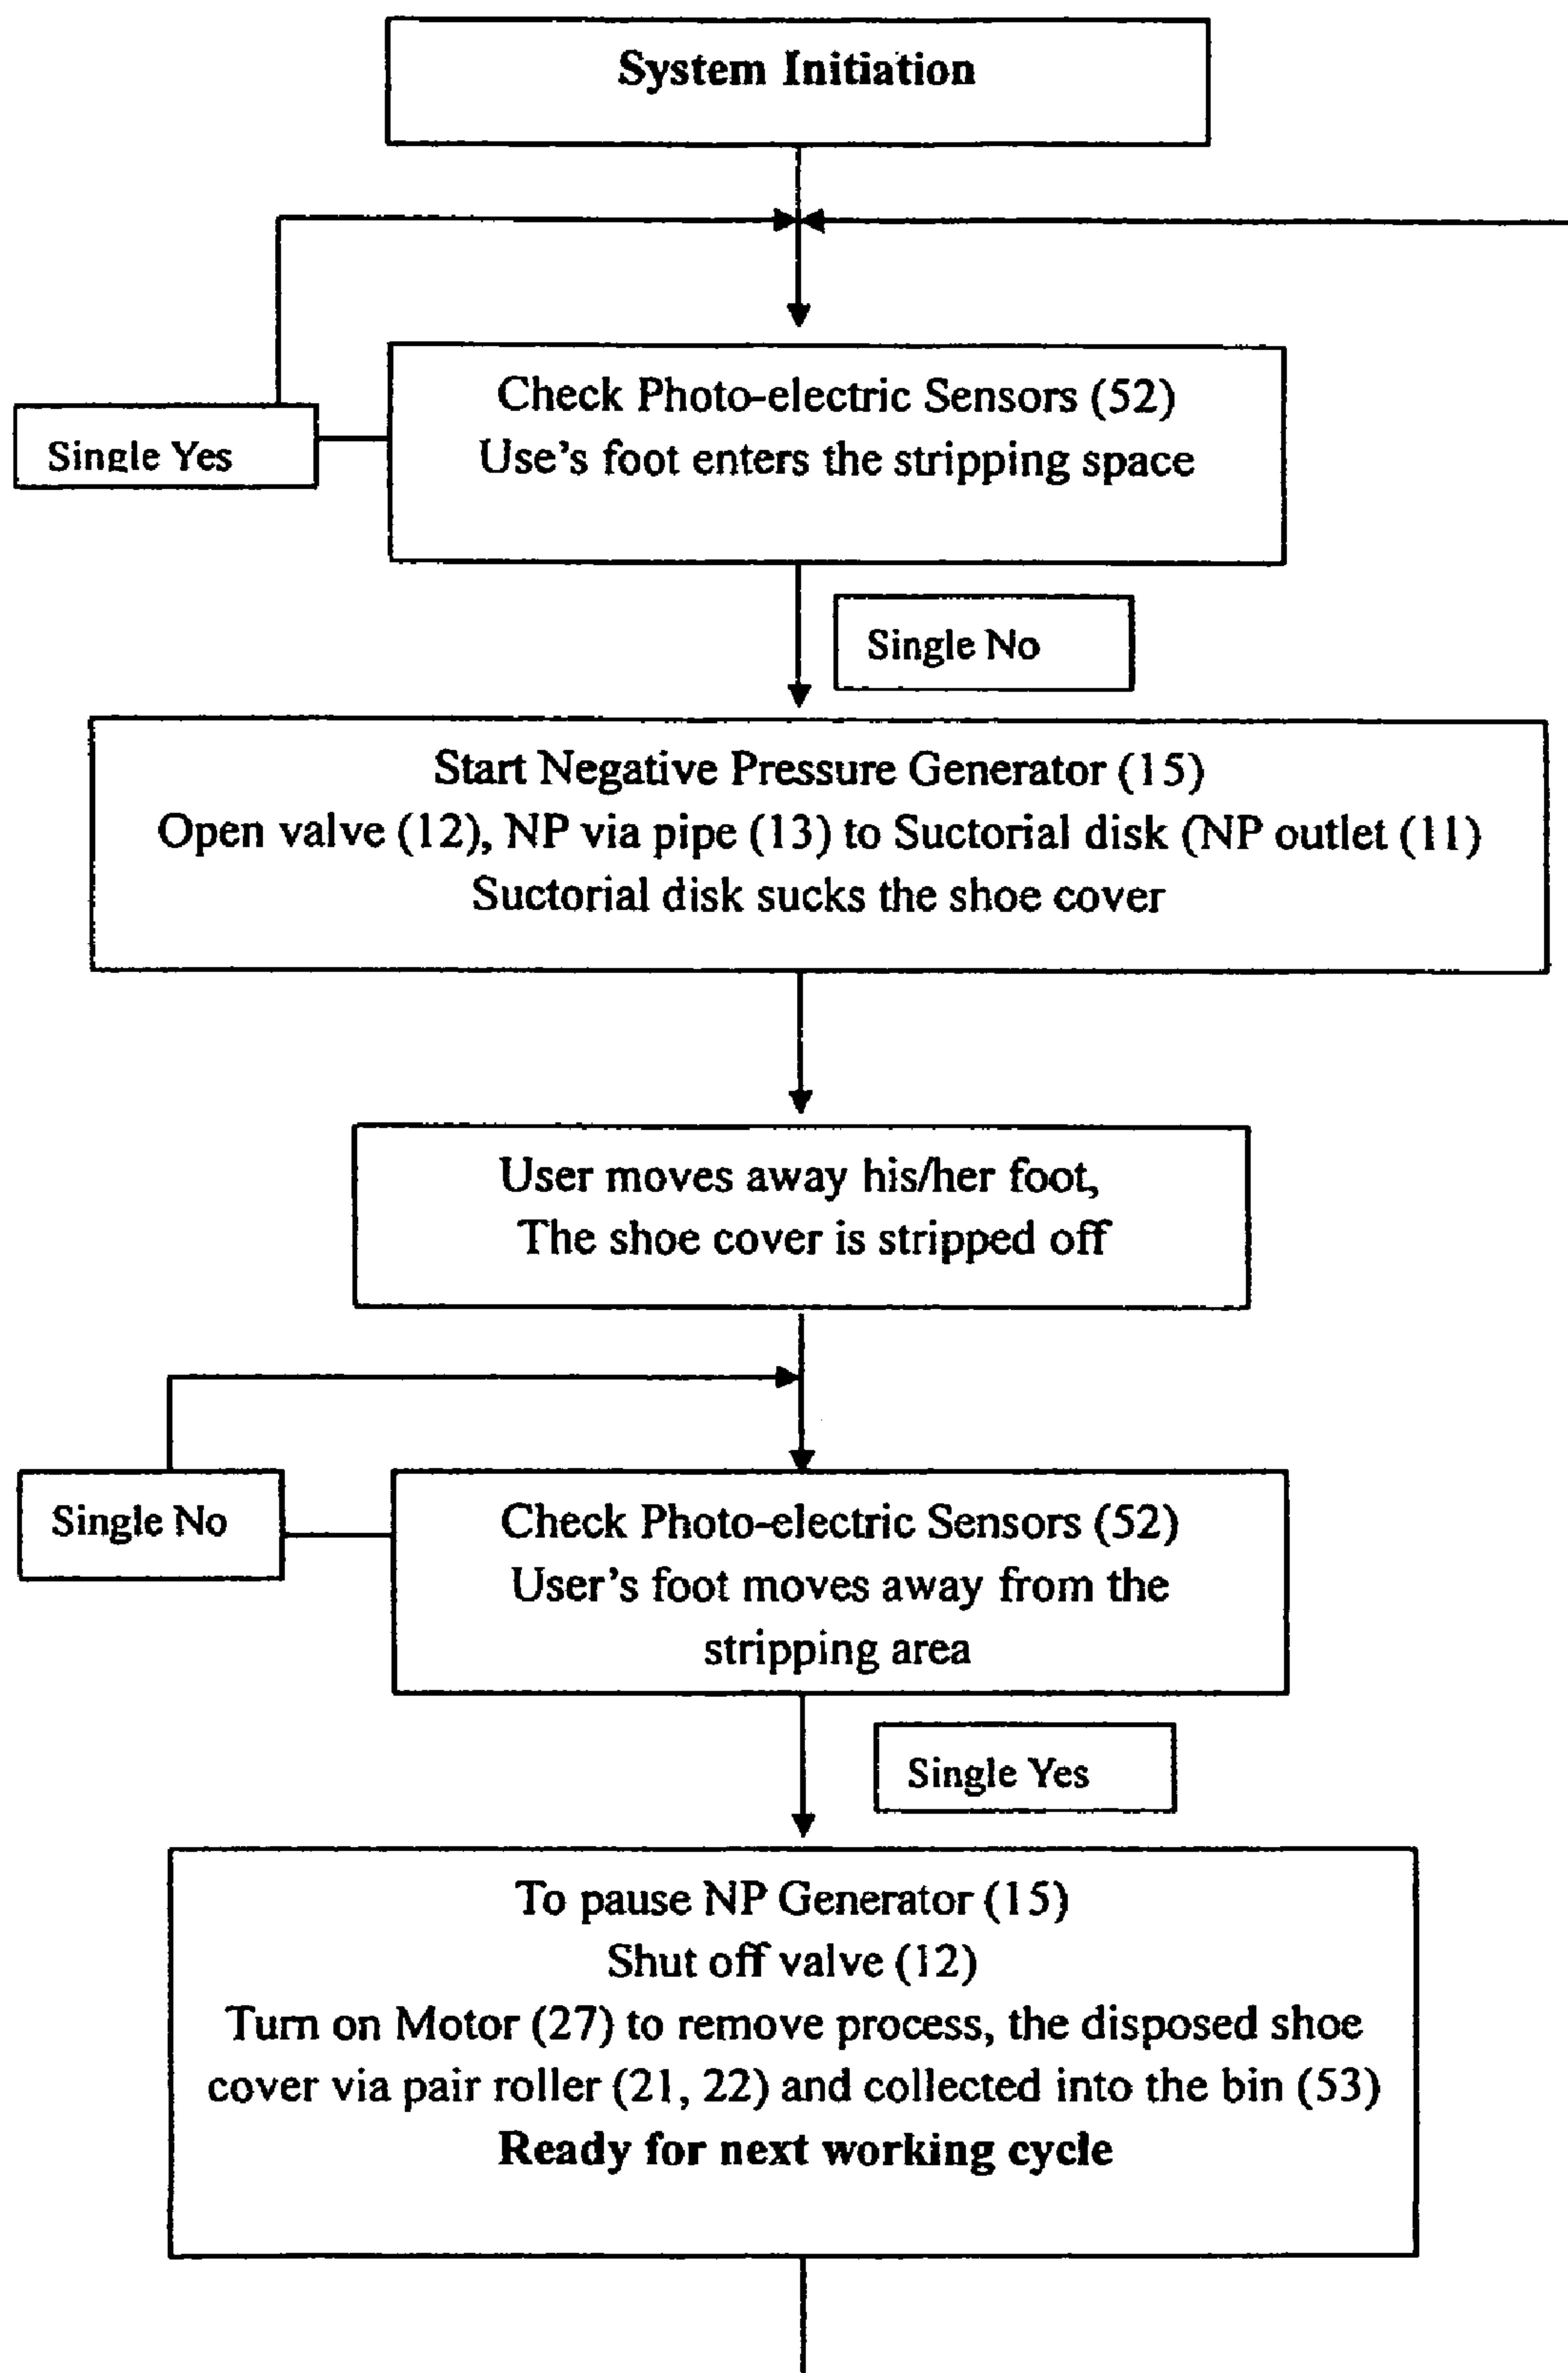 System Initiation
Check Photo-electric Sensors (52)
Use's foot enters the stripping space
Single Yes
Single No
Start Negative Pressure Generator (15)
Open valve (12), NP via pipe (13) to Suctorial disk (NP outlet (11)
Suctorial disk sucks the shoe cover
User moves away his/her foot,
The shoe cover is stripped off
Single No
Check Photo-electric Sensors (52)
User's foot moves away from the
stripping area
Single Yes
To pause NP Generator (15)
Shut off valve (12)
Turn on Motor (27) to remove process, the disposed shoe
cover via pair roller (21, 22) and collected into the bin (53)
Ready for next working cycle